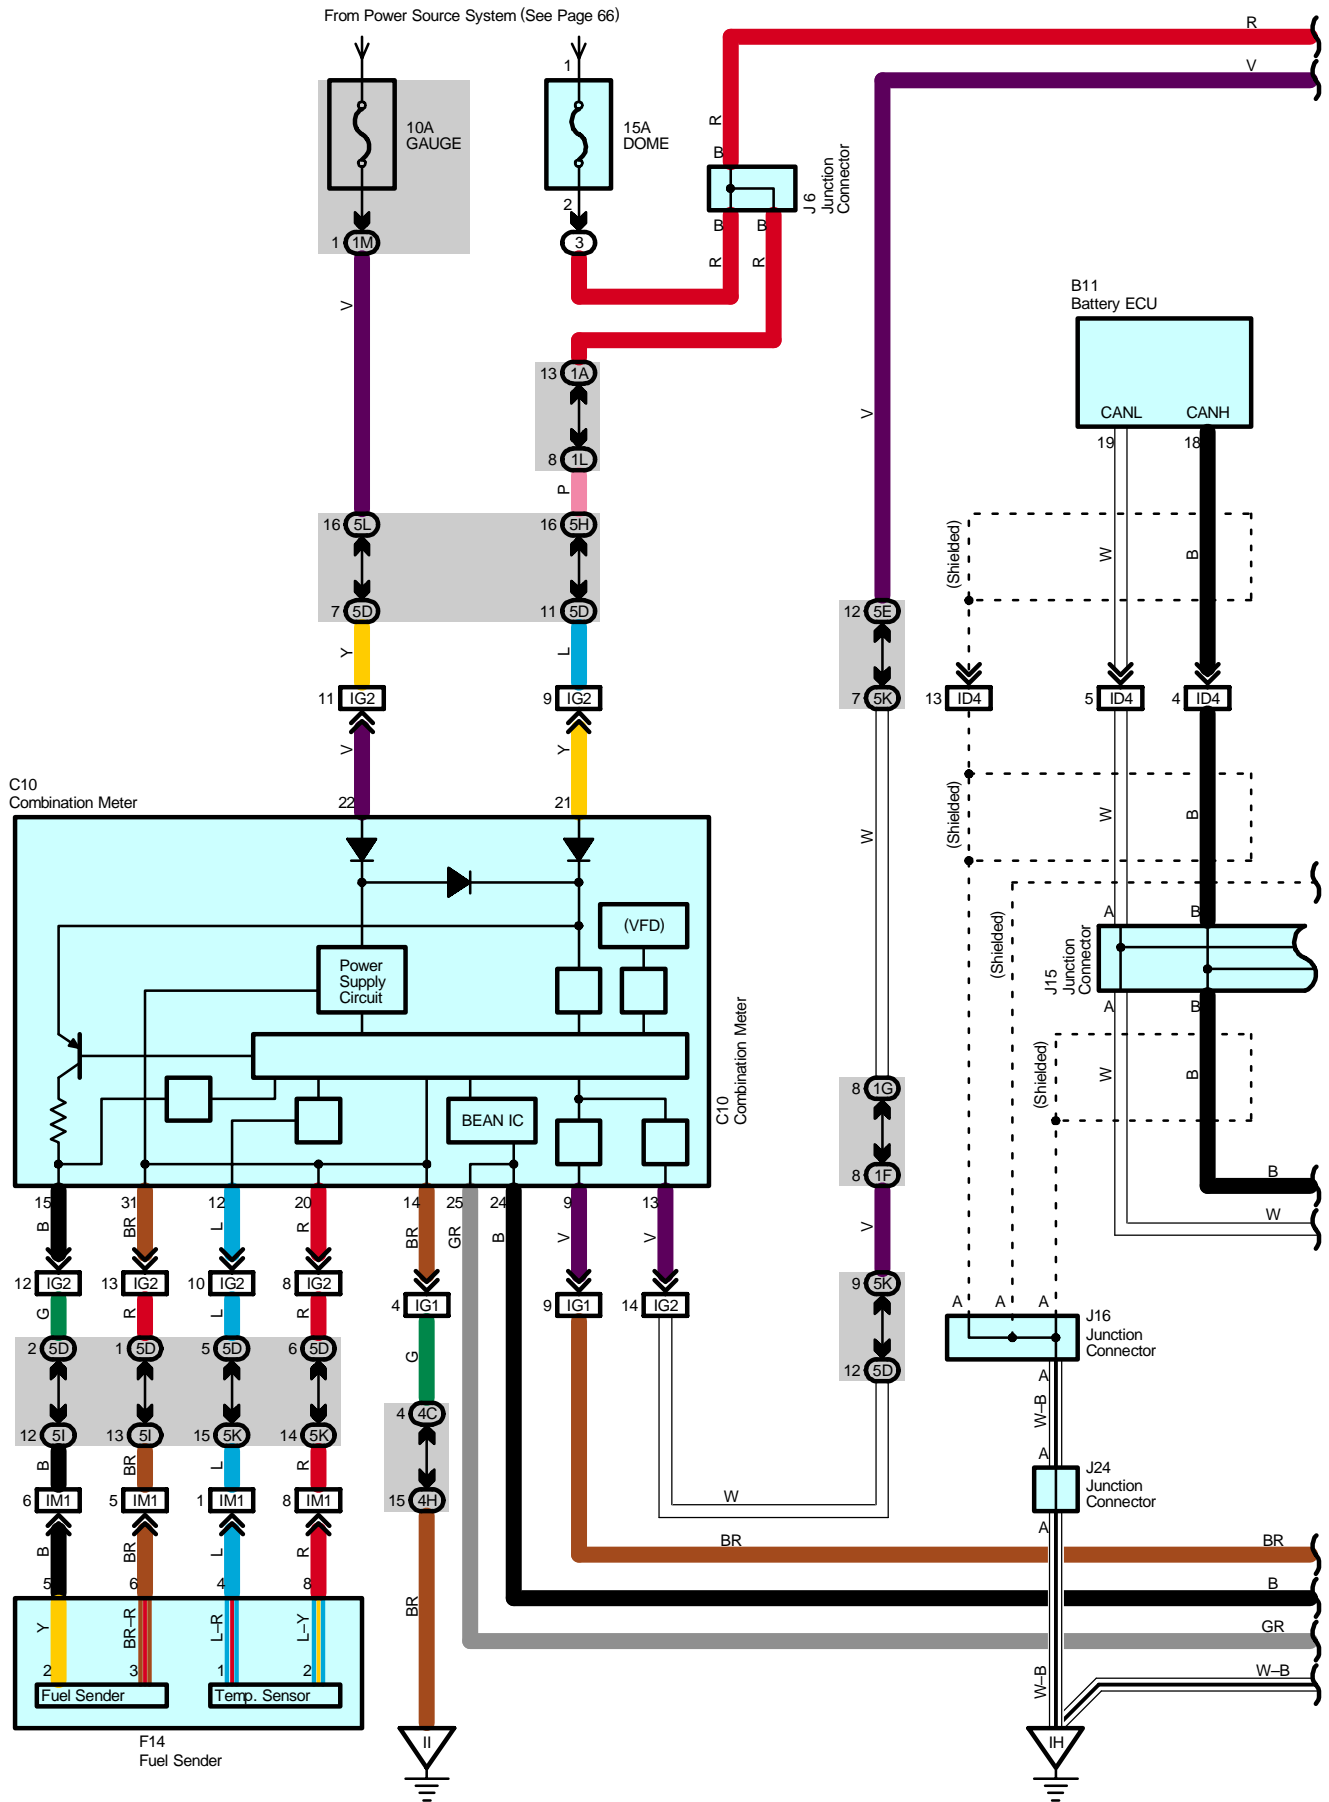 From Power Source System (See Page 66)
R
V
1
10A
GAUGE
15A
DOME
R
B
J 6
Junction
Connector
2
B
B
1
1M
3
R
R
V
B11
Battery ECU
CANL
CANH
19
18
13
1A
8
1L
P
V
16
5L
16
5H
7
5D
11
5D
Y
L
11
IG2
9
IG2
V
Y
12
5E
7
5K
(Shielded)
W
B
13
ID4
5
ID4
4
ID4
(Shielded)
W
B
C10
Combination Meter
22
21
W
(VFD)
Power
Supply
Circuit
BEAN IC
C10
Combination Meter
(Shielded)
A
B
J15
Junction
Connector
A
B
(Shielded)
W
B
8
1G
8
1F
V
B
W
15
31
12
20
14
25
24
9
13
B
BR
L
R
BR
GR
B
V
V
12
IG2
13
IG2
10
IG2
8
IG2
4
IG1
9
IG1
14
IG2
9
5K
12
5D
G
R
L
R
G
2
5D
1
5D
5
5D
6
5D
12
5I
13
5I
15
5K
14
5K
4
4C
15
4H
B
BR
L
R
6
IM1
5
IM1
1
IM1
8
IM1
B
BR
L
R
5
6
4
8
Y
BR–R
L–R
L–Y
2
3
1
2
Fuel Sender
Temp. Sensor
F14
Fuel Sender
BR
II
W
A
A
A
J16
Junction
Connector
A
W–B
A
J24
Junction
Connector
A
BR
BR
B
GR
W–B
W–B
IH